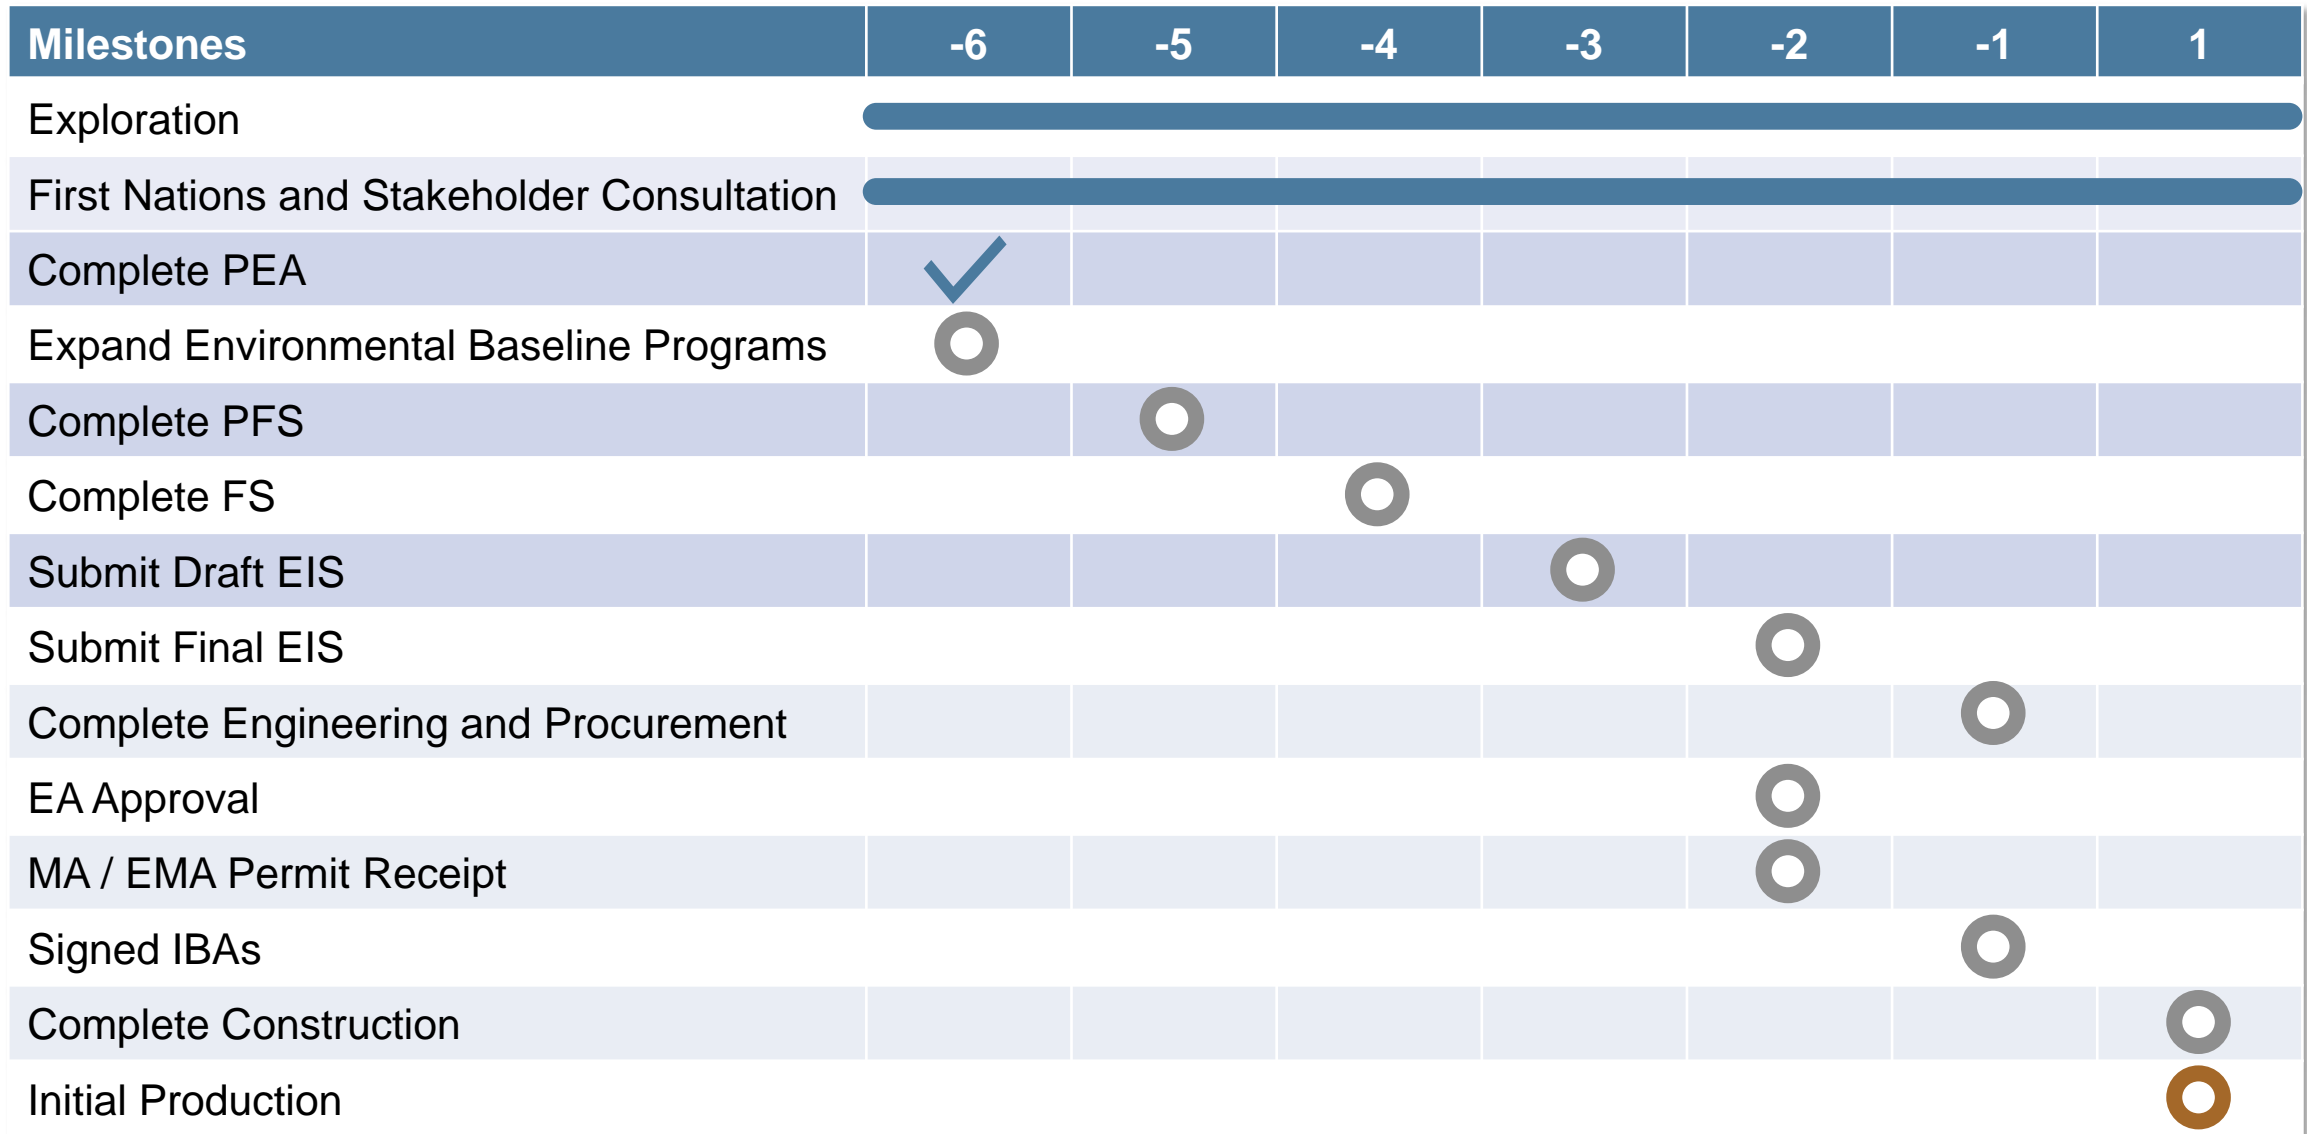 Milestones -6 -5 -4 -3 -2 -1 1
Exploration
First Nations and Stakeholder Consultation
Complete PEA
Expand Environmental Baseline Programs
Complete PFS
Complete FS
Submit Draft EIS
Submit Final EIS
Complete Engineering and Procurement
EA Approval
MA / EMA Permit Receipt
Signed IBAs
Complete Construction
Initial Production